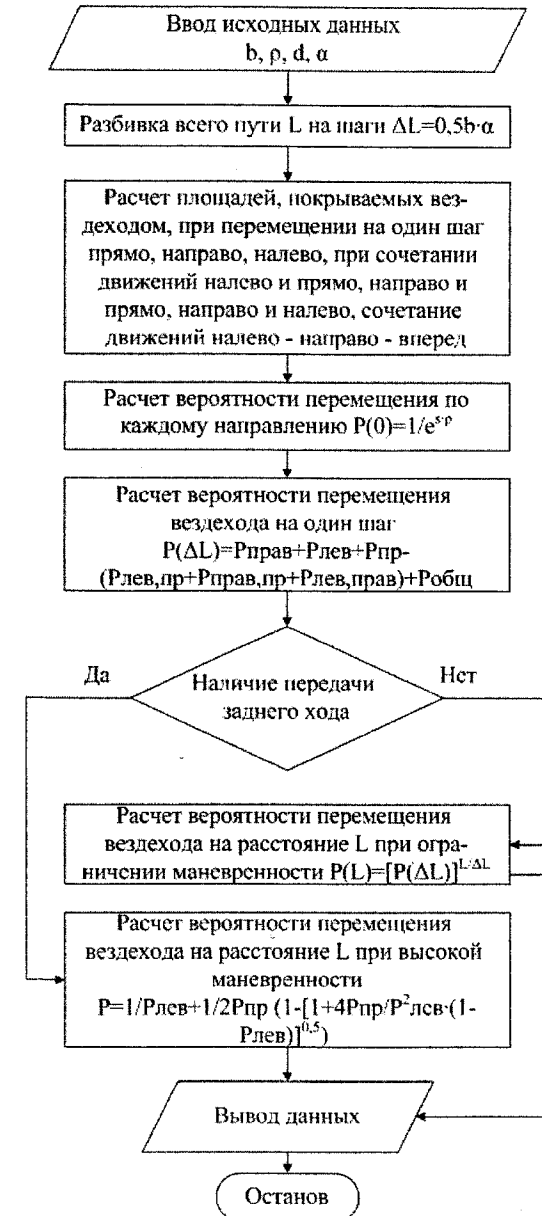 Ввод исходных данных
b, ρ, d, α
Разбивка всего пути L на шаги ΔL=0,5b·α
Расчет площадей, покрываемых вез-
деходом, при перемещении на один шаг
прямо, направо, налево, при сочетании
движений налево и прямо, направо и
прямо, направо и налево, сочетание
движений налево - направо - вперед
Расчет вероятности перемещения по
каждому направлению P(0)=1/e^{s·ρ}
Расчет вероятности перемещения
вездехода на один шаг
P(ΔL)=Pправ+Pлев+Pпр-
(Pлев,пр+Pправ,пр+Pлев,прав)+Pобщ
Да
Нет
Наличие передачи
заднего хода
Расчет вероятности перемещения
вездехода на расстояние L при огра-
ничении маневренности P(L)=[P(ΔL)]^{L/ΔL}
Расчет вероятности перемещения
вездехода на расстояние L при высокой
маневренности
P=1/Pлев+1/2Pпр (1-[1+4Pпр/P²лев·(1-
Pлев)]^{0,5})
Вывод данных
Останов